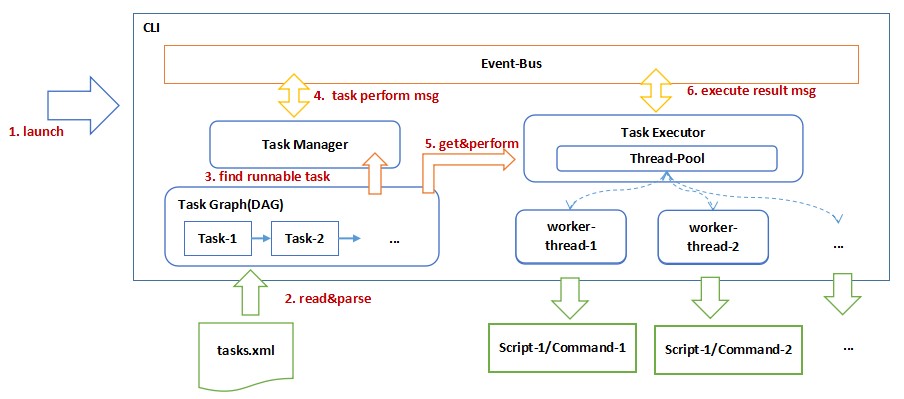 CLI
Event-Bus
4. task perform msg
6. execute result msg
1. launch
Task Manager
5. get&perform
Task Executor
Thread-Pool
3. find runnable task
Task Graph(DAG)
Task-1
Task-2
...
worker-
thread-1
worker-
thread-2
...
2. read&parse
tasks.xml
Script-1/Command-1
Script-1/Command-2
...